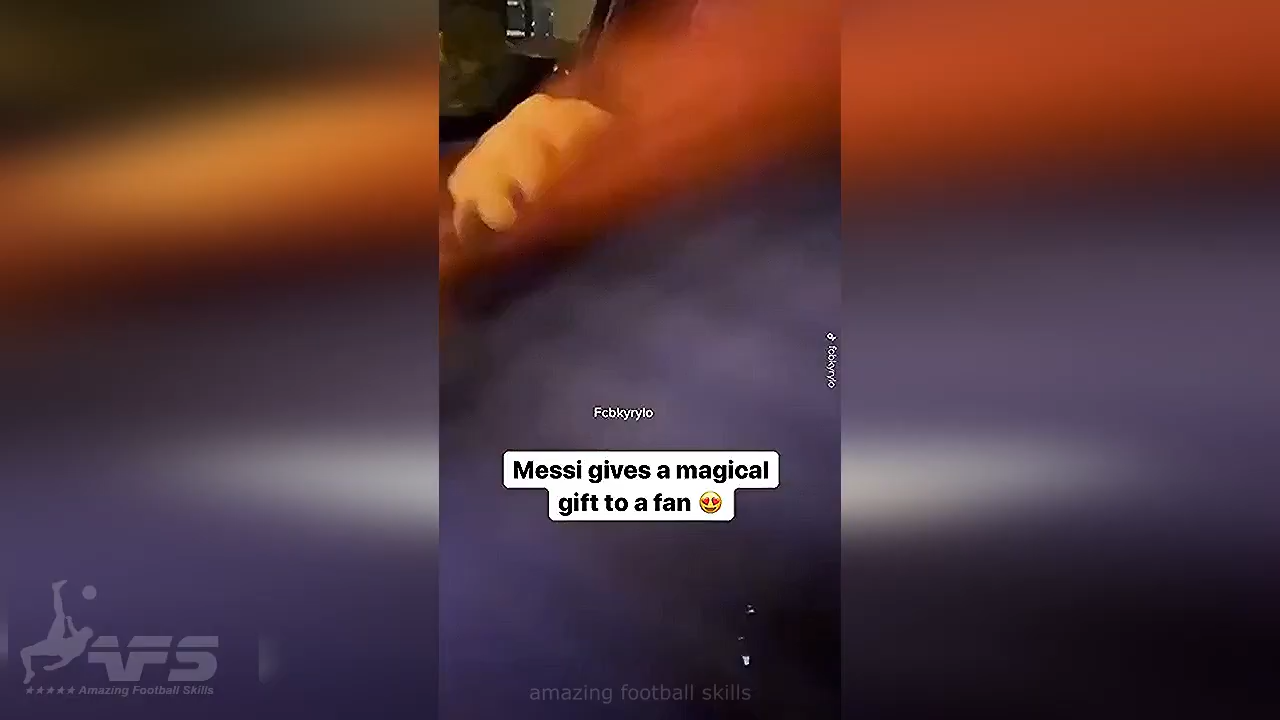 fcbkyrylo
Fcbkyrylo
Messi gives a magical
gift to a fan 😍
AFS
★★★★★ Amazing Football Skills
amazing football skills